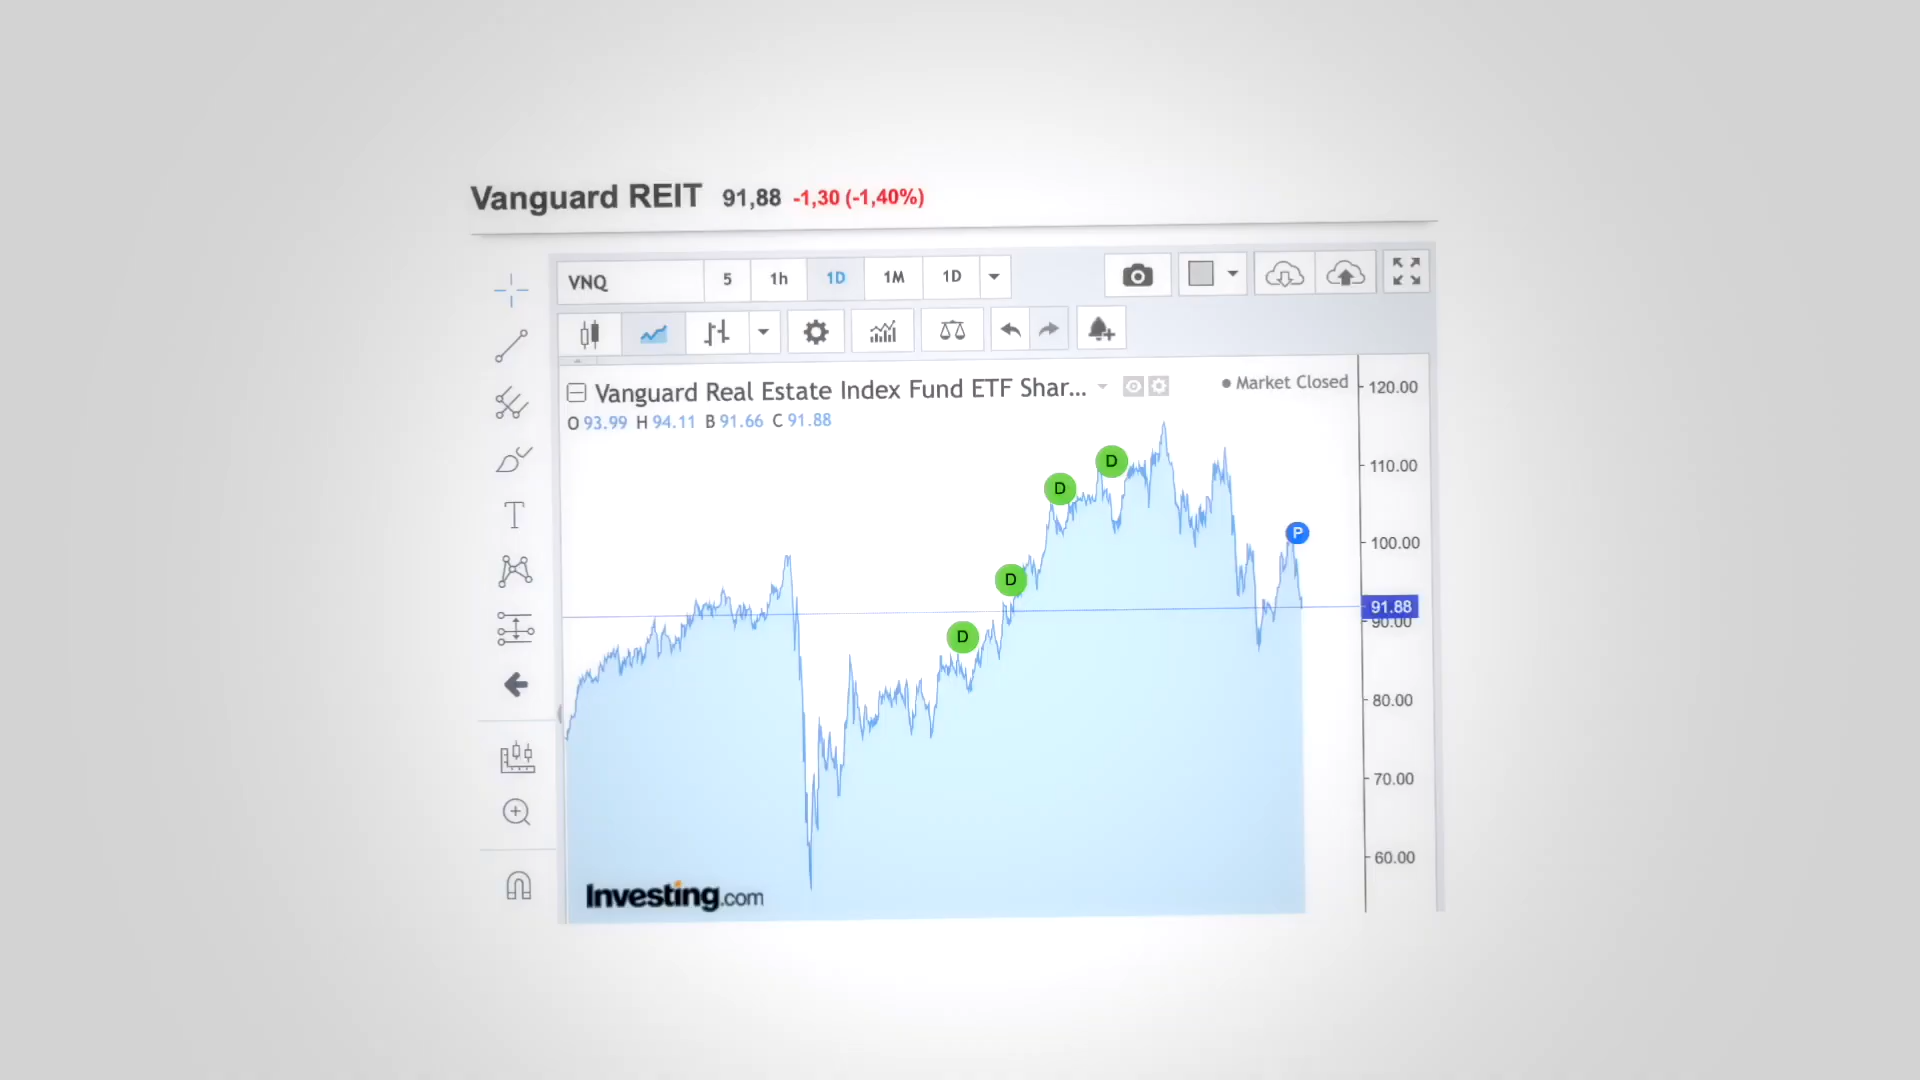 Vanguard REIT 91,88 -1,30 (-1,40%)
VNQ 5 1h 1D 1M 1D
Vanguard Real Estate Index Fund ETF Shar...
Market Closed
O 93.99 H 94.11 B 91.66 C 91.88
120.00
110.00
100.00
91.88
90.00
80.00
70.00
60.00
D
D
D
D
P
T
Investing.com